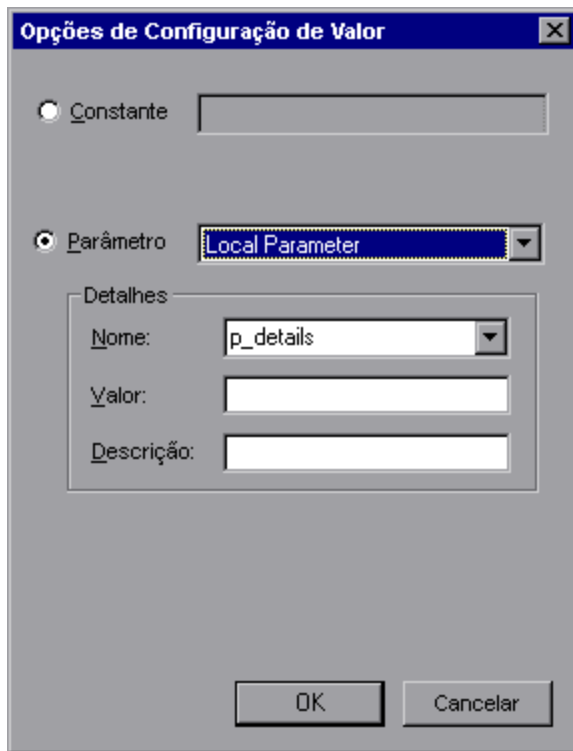 Opções de Configuração de Valor
Constante
Parâmetro Local Parameter
Detalhes
Nome: p_details
Valor:
Descrição:
OK Cancelar